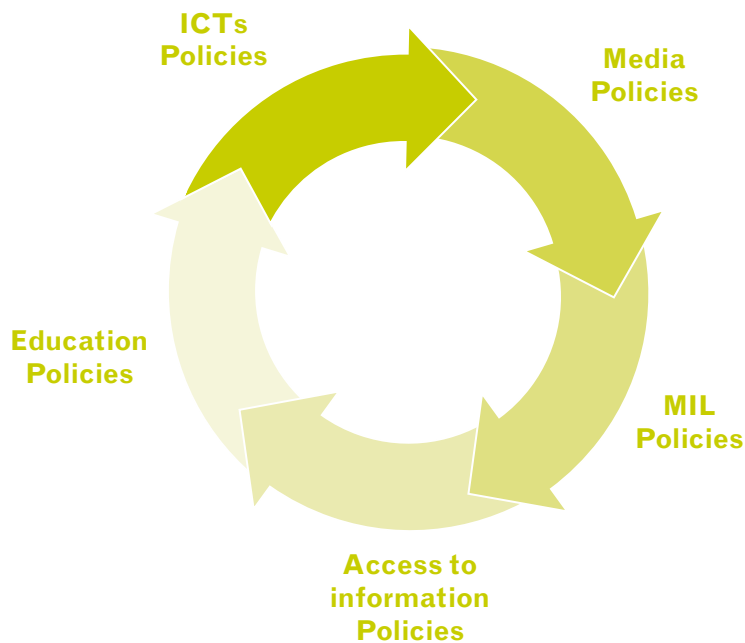 ICTs
Policies
Media
Policies
MIL
Policies
Access to
information
Policies
Education
Policies